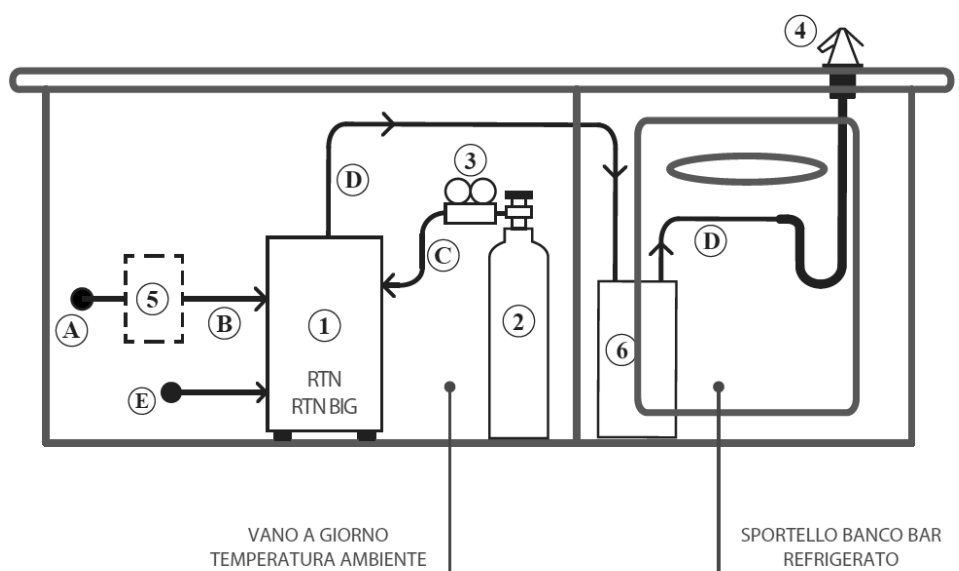 4
3
D
C
D
5
A
B
1
2
6
E
RTN
RTN BIG
VANO A GIORNO
TEMPERATURA AMBIENTE
SPORTELLO BANCO BAR
REFRIGERATO